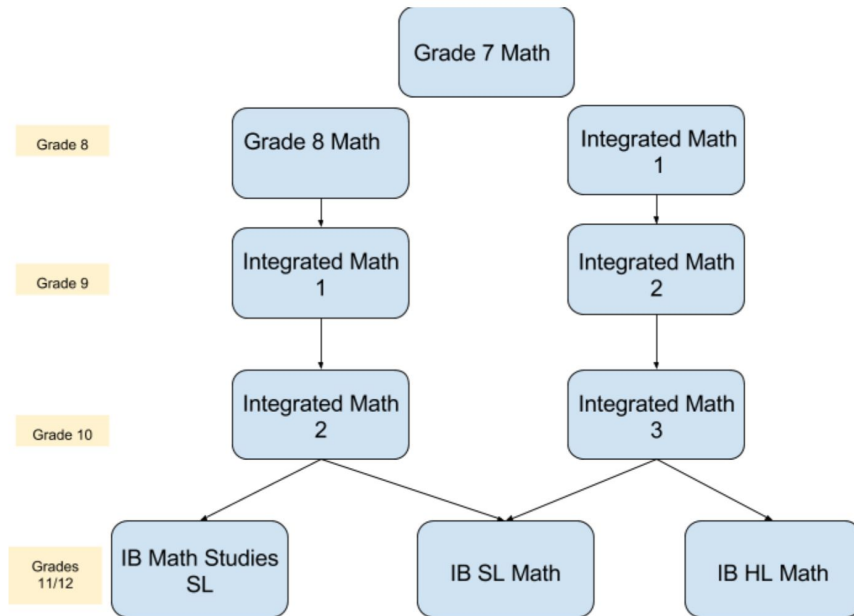 Grade 7 Math
Grade 8
Grade 8 Math
Integrated Math
1
Grade 9
Integrated Math
1
Integrated Math
2
Grade 10
Integrated Math
2
Integrated Math
3
Grades
11/12
IB Math Studies
SL
IB SL Math
IB HL Math